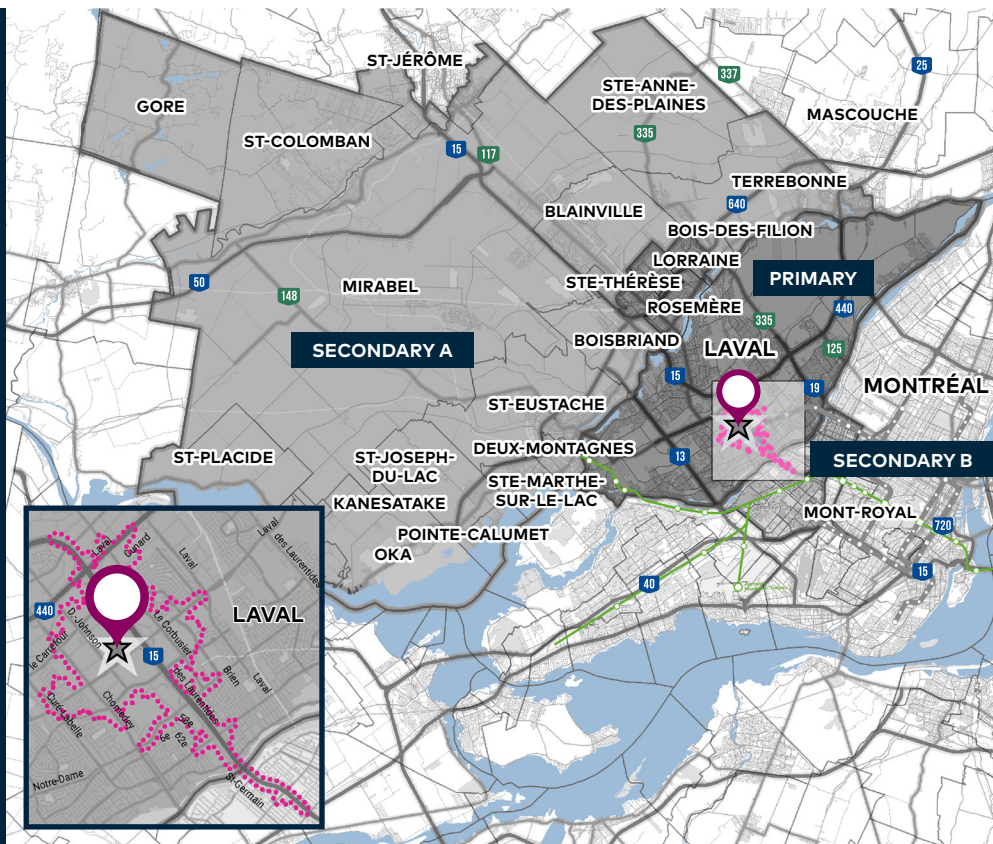 ST-JÉRÔME
GORE
ST-COLOMBAN
15
117
STE-ANNE-
DES-PLAINES
335
337
25
MASCOUCHE
TERREBONNE
640
BLAINVILLE
BOIS-DES-FILION
LORRAINE
STE-THÉRÈSE
PRIMARY
50
148
MIRABEL
ROSEMÈRE
335
440
125
SECONDARY A
BOISBRIAND
LAVAL
15
19
MONTRÉAL
ST-EUSTACHE
DEUX-MONTAGNES
13
SECONDARY B
ST-PLACIDE
ST-JOSEPH-
DU-LAC
STE-MARTHE-
SUR-LE-LAC
KANESATAKE
MONT-ROYAL
720
POINTE-CALUMET
OKA
40
15
Laval
Cunard
Laval
Laval
des Laurentides
440
D.-Johnson
LAVAL
le Carrefour
15
Le Corbusier
des Laurentides
Brien
Laval
Curé-Labelle
Chomedey
59e
6e
62e
St-Germain
Notre-Dame